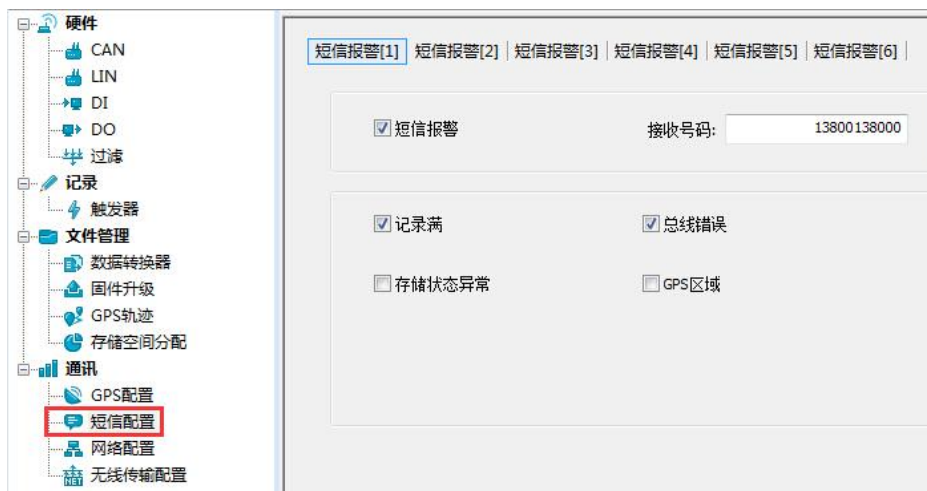 硬件
CAN
LIN
DI
DO
过滤
记录
触发器
文件管理
数据转换器
固件升级
GPS轨迹
存储空间分配
通讯
GPS配置
短信配置
网络配置
NET 无线传输配置
短信报警[1] 短信报警[2] 短信报警[3] 短信报警[4] 短信报警[5] 短信报警[6]
短信报警 接收号码: 13800138000
记录满 总线错误
存储状态异常 GPS区域